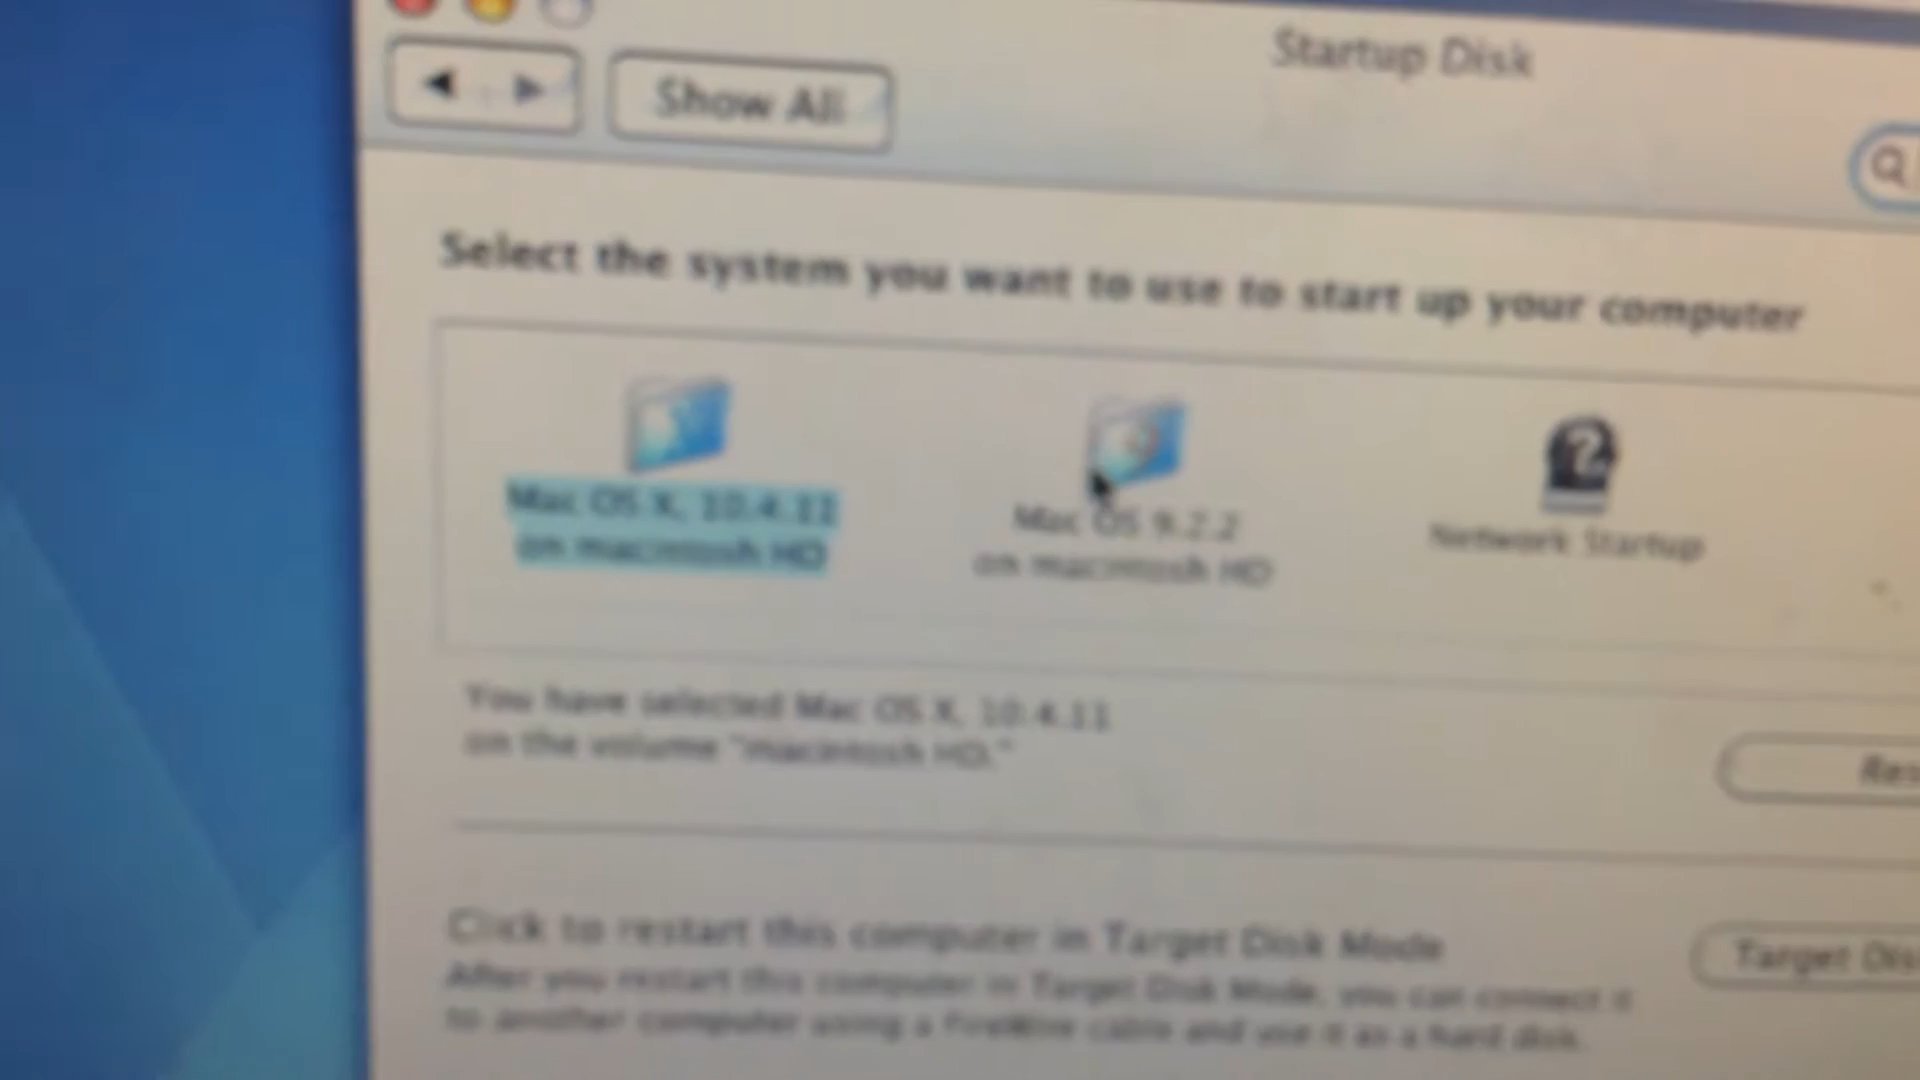 Startup Disk
Show All
Select the system you want to use to start up your computer
Mac OS X, 10.4.11
on macintosh HD
Mac OS 9.2.2
on macintosh HD
Network Startup
You have selected Mac OS X, 10.4.11
on the volume "macintosh HD."
Res
Click to restart this computer in Target Disk Mode
Target Dis
After you restart this computer in Target Disk Mode, you can connect it
to another computer using a FireWire cable and use it as a hard disk.